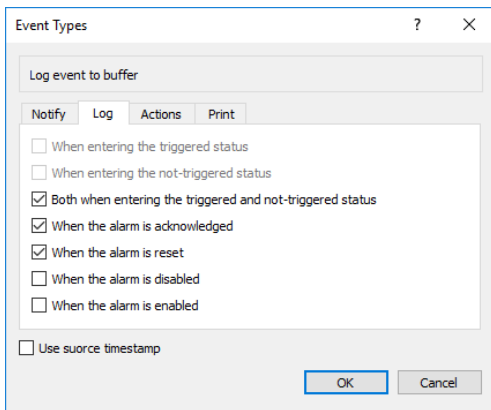 Event Types
?
Log event to buffer
Notify Log Actions Print
When entering the triggered status
When entering the not-triggered status
Both when entering the triggered and not-triggered status
When the alarm is acknowledged
When the alarm is reset
When the alarm is disabled
When the alarm is enabled
Use suorce timestamp
OK Cancel